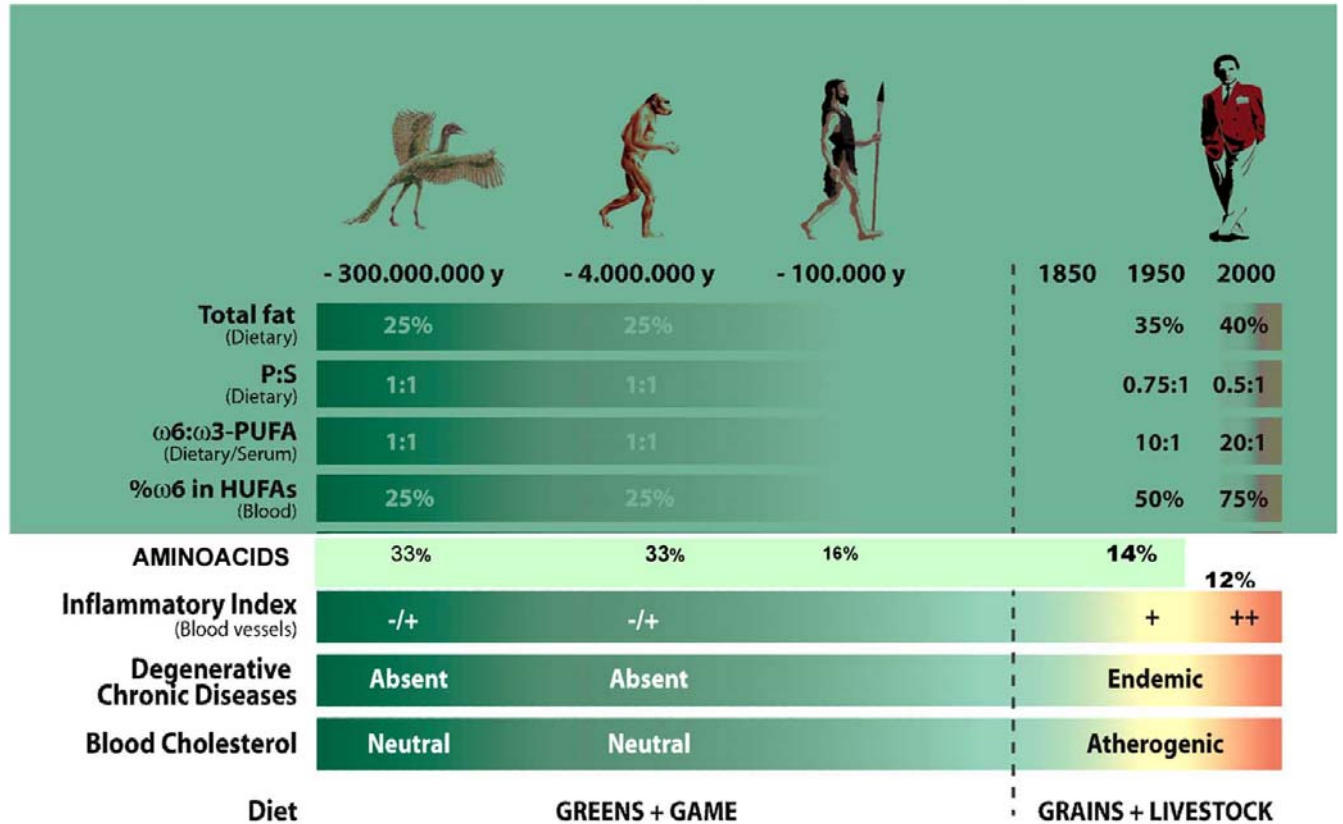 - 300.000.000 y - 4.000.000 y - 100.000 y 1850 1950 2000
Total fat 25% 25% 35% 40%
(Dietary)
P:S 1:1 1:1 0.75:1 0.5:1
(Dietary)
ω6:ω3-PUFA 1:1 1:1 10:1 20:1
(Dietary/Serum)
%ω6 in HUFAs 25% 25% 50% 75%
(Blood)
AMINOACIDS 33% 33% 16% 14%
12%
Inflammatory Index -/+ -/+ + ++
(Blood vessels)
Degenerative
Chronic Diseases Absent Absent Endemic
Blood Cholesterol Neutral Neutral Atherogenic
Diet GREENS + GAME GRAINS + LIVESTOCK